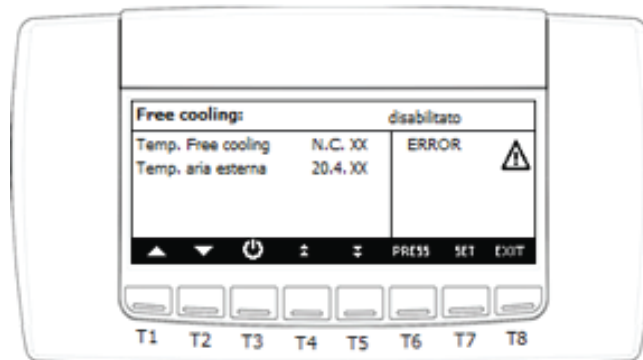 Free cooling: disabilitato
Temp. Free cooling N.C. XX ERROR
Temp. aria esterna 20.4. XX
PRESS SET EXIT
T1 T2 T3 T4 T5 T6 T7 T8